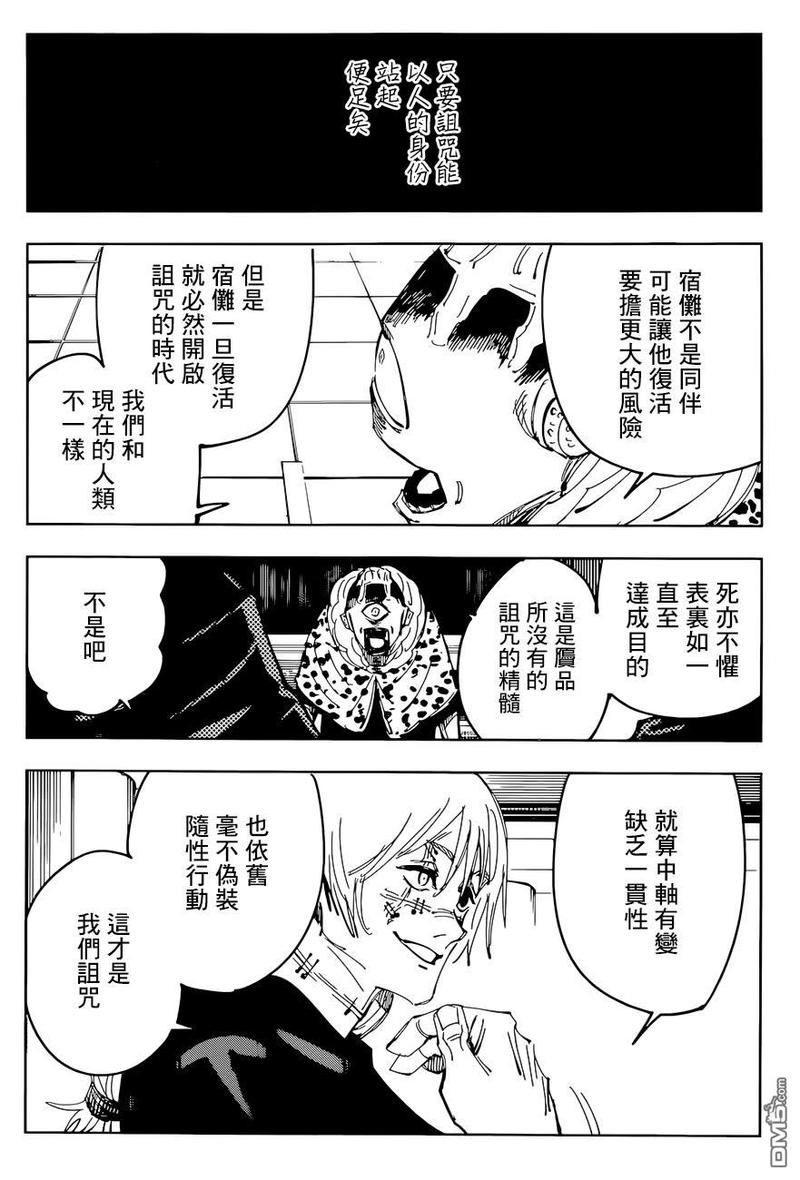 只要詛咒能
以人的身份
站起
便足矣
宿儺不是同伴
可能讓他復活
要擔更大的風險
但是
宿儺一旦復活
就必然開啟
詛咒的時代
我們和
現在的人類
不一樣
死亦不懼
表裏如一
直至
達成目的
這是贗品
所沒有的
詛咒的精髓
不是吧
就算中軸有變
缺乏一貫性
也依舊
毫不偽裝
隨性行動
這才是
我們詛咒
DM5.com